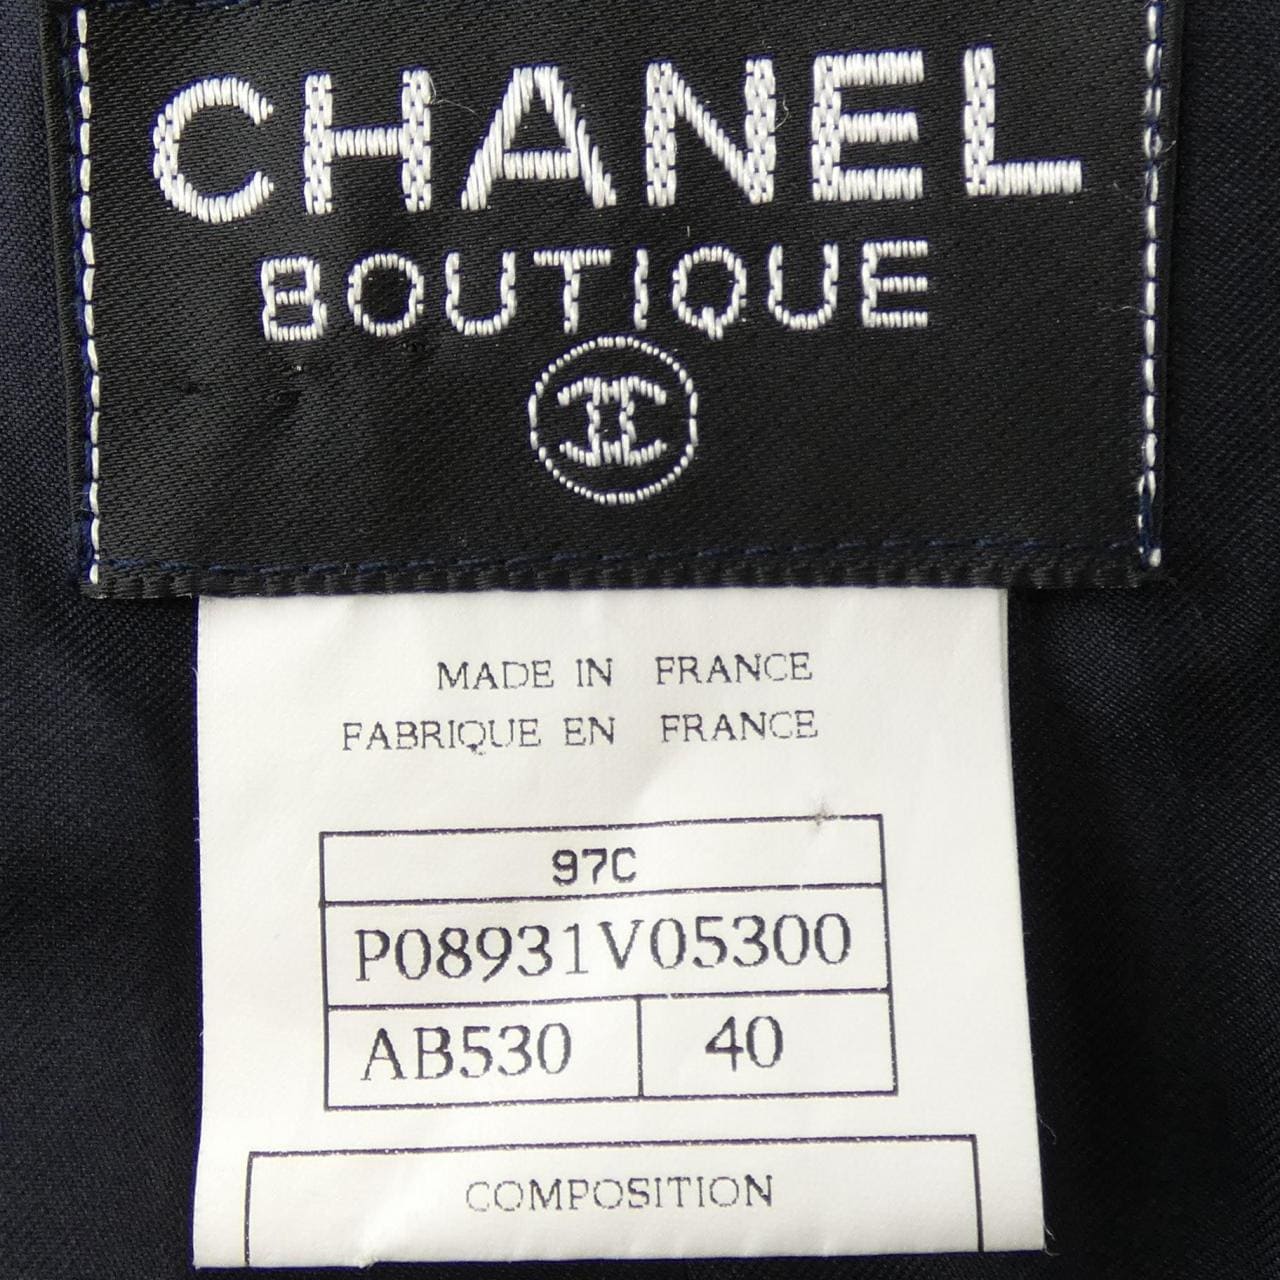 CHANEL
BOUTIQUE
MADE IN FRANCE
FABRIQUE EN FRANCE
97C
P08931V05300
AB530 40
COMPOSITION